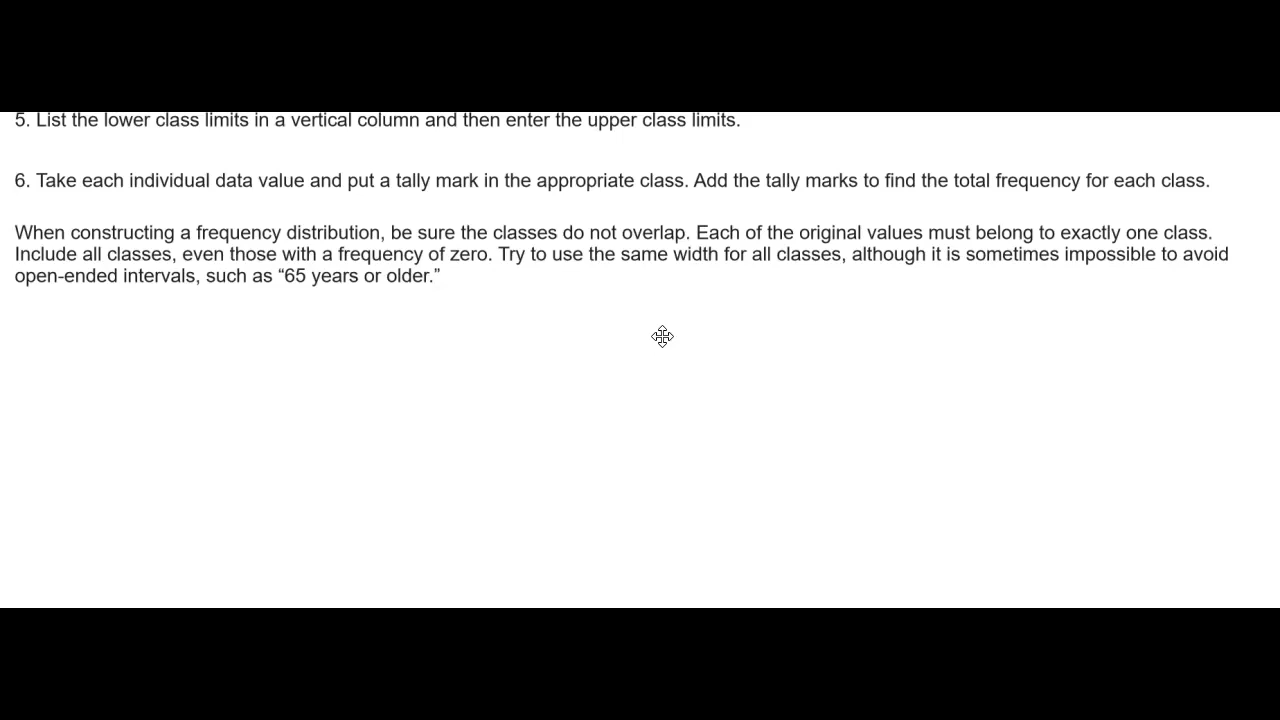 5. List the lower class limits in a vertical column and then enter the upper class limits.
6. Take each individual data value and put a tally mark in the appropriate class. Add the tally marks to find the total frequency for each class.
When constructing a frequency distribution, be sure the classes do not overlap. Each of the original values must belong to exactly one class.
Include all classes, even those with a frequency of zero. Try to use the same width for all classes, although it is sometimes impossible to avoid
open-ended intervals, such as “65 years or older.”